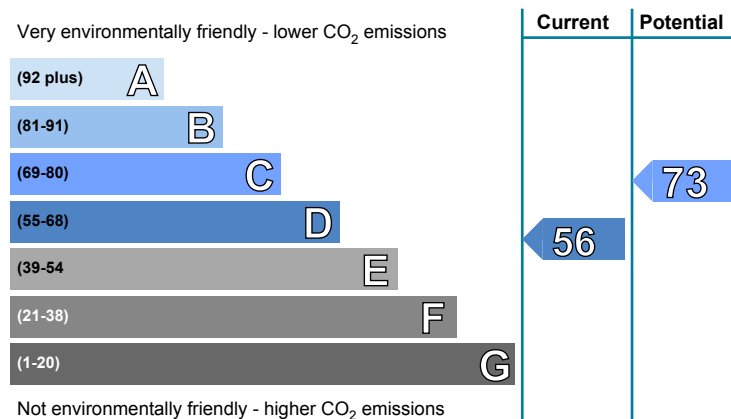 Very environmentally friendly - lower CO2 emissions
Current
Potential
(92 plus) A
(81-91) B
(69-80) C
73
(55-68) D
56
(39-54 E
(21-38) F
(1-20) G
Not environmentally friendly - higher CO2 emissions